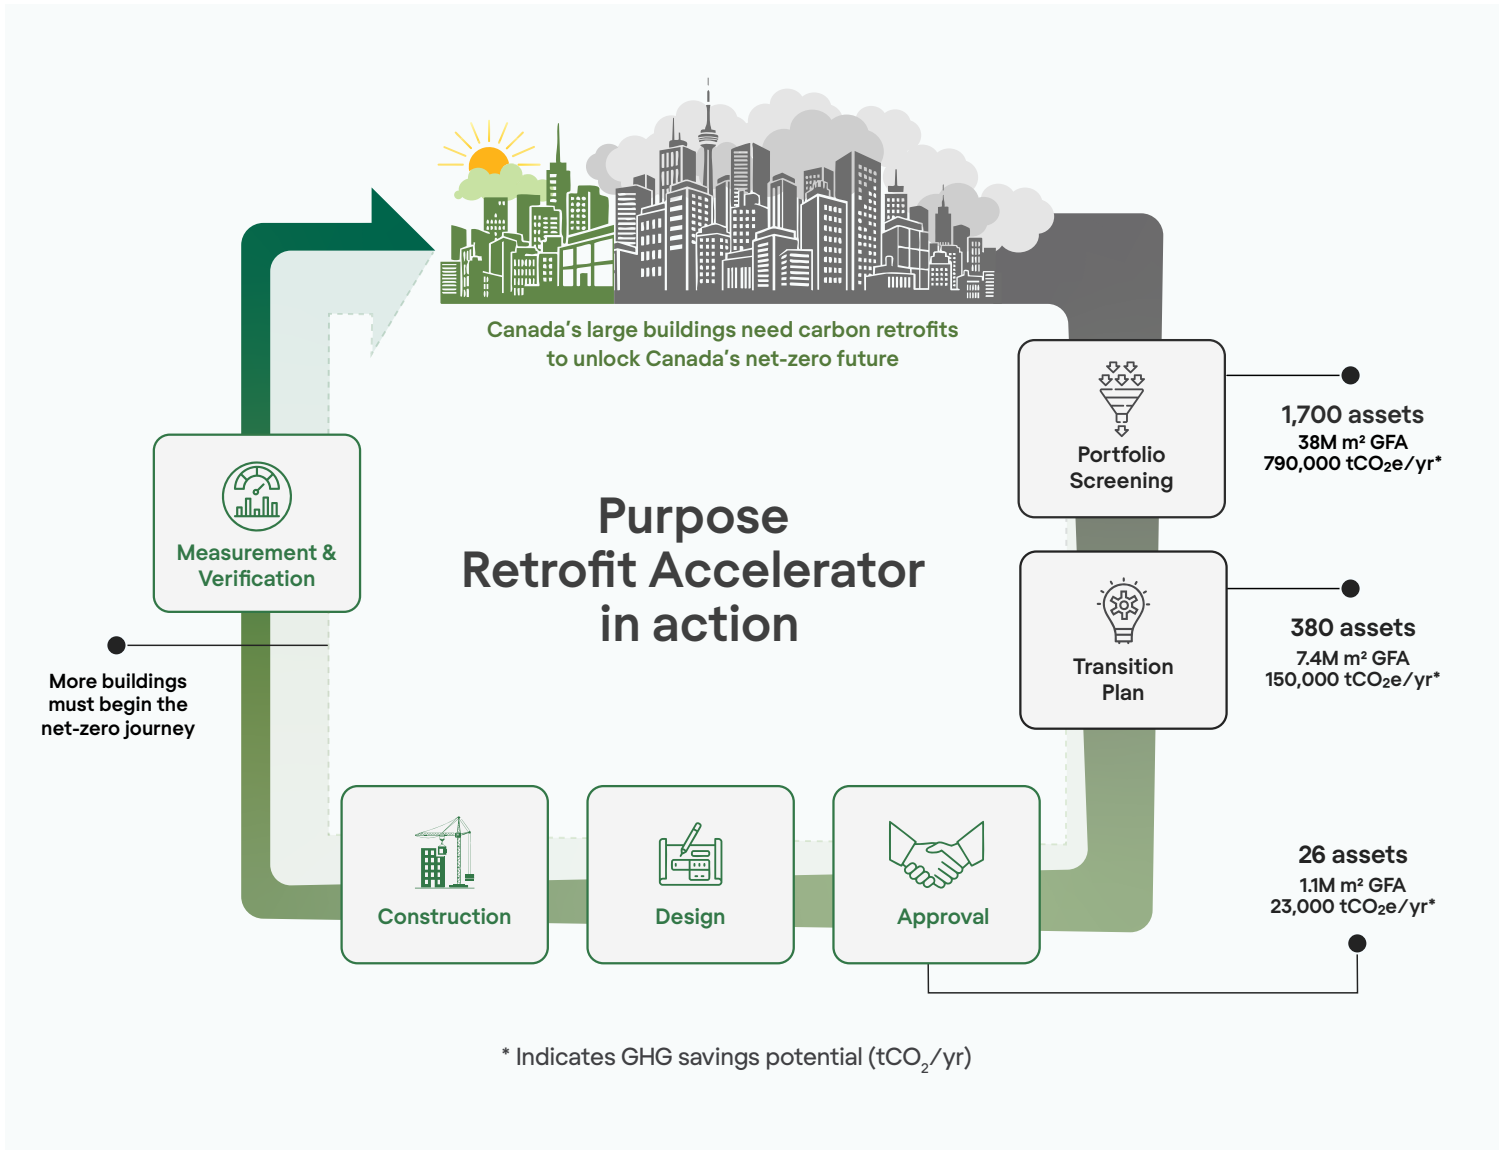 Canada's large buildings need carbon retrofits
to unlock Canada's net-zero future
Purpose
Retrofit Accelerator
in action
Portfolio
Screening
1,700 assets
38M m² GFA
790,000 tCO₂e/yr*
Transition
Plan
380 assets
7.4M m² GFA
150,000 tCO₂e/yr*
Approval
26 assets
1.1M m² GFA
23,000 tCO₂e/yr*
Design
Construction
Measurement &
Verification
More buildings
must begin the
net-zero journey
* Indicates GHG savings potential (tCO₂/yr)